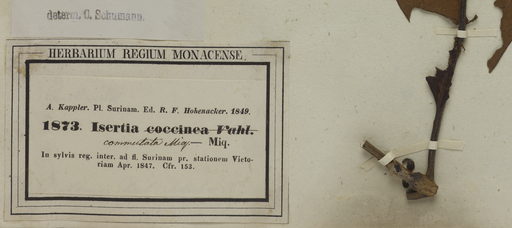 determ. C. Schumann.
HERBARIUM REGIUM MONACENSE.
A. Kappler. Pl. Surinam. Ed. R. F. Hohenacker. 1849.
1873. Isertia coccinea Vahl.
commutata Miq. — Miq.
In sylvis reg. inter. ad fl. Surinam pr. stationem Victo-
riam Apr. 1847. Cfr. 153.